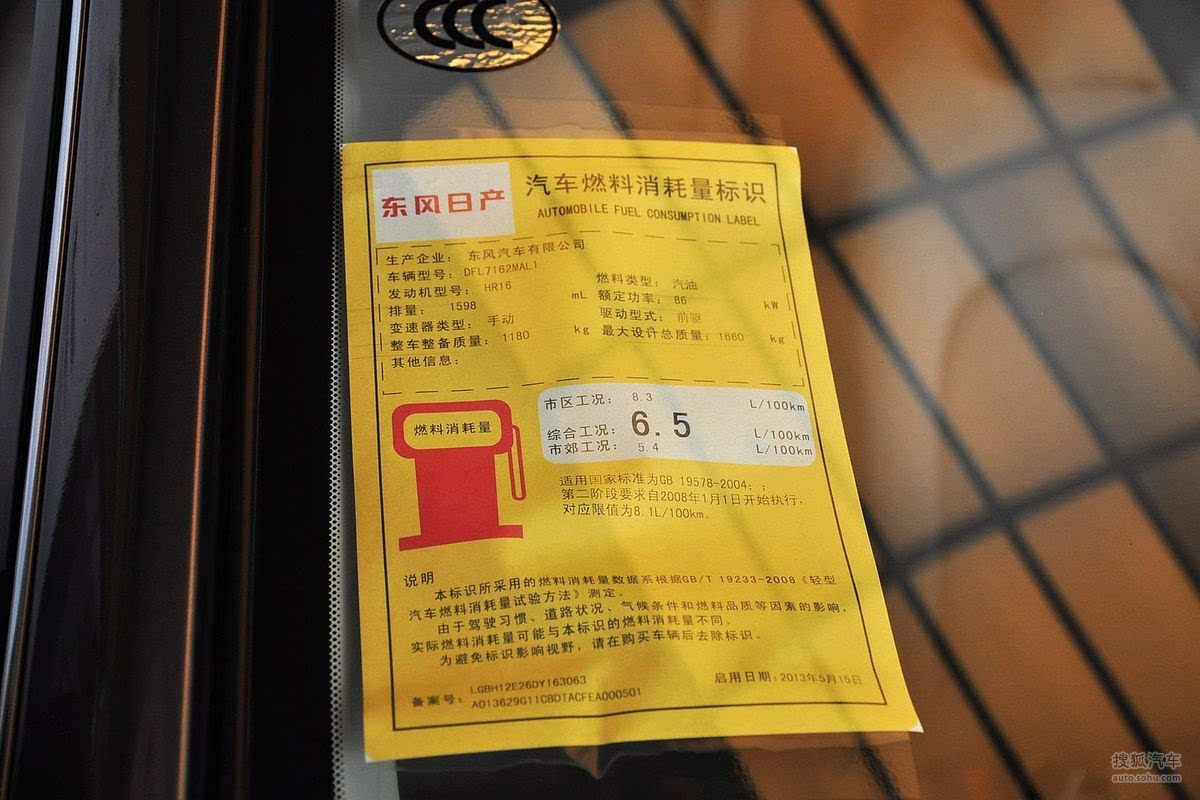 CCC
东风日产
汽车燃料消耗量标识
AUTOMOBILE FUEL CONSUMPTION LABEL
生产企业: 东风汽车有限公司
车辆型号: DFL7162MAL1
发动机型号: HR16 燃料类型: 汽油
排量: 1598 mL 额定功率: 86 kW
变速器类型: 手动 驱动型式: 前驱
整车整备质量: 1180 kg 最大设计总质量: 1660 kg
其他信息:
燃料消耗量
市区工况: 8.3 L/100km
综合工况: 6.5 L/100km
市郊工况: 5.4 L/100km
适用国家标准为GB 19578-2004; ;
第二阶段要求自2008年1月1日开始执行,
对应限值为8.1L/100km。
说明
本标识所采用的燃料消耗量数据系根据GB/T 19233-2008《轻型
汽车燃料消耗量试验方法》测定。
由于驾驶习惯、道路状况、气候条件和燃料品质等因素的影响,
实际燃料消耗量可能与本标识的燃料消耗量不同。
为避免标识影响视野,请在购买车辆后去除标识。
备案号: LGBH12E26DY163063
A013629G11CBDTACFEA000501
启用日期: 2013年5月15日
搜狐汽车
auto.sohu.com